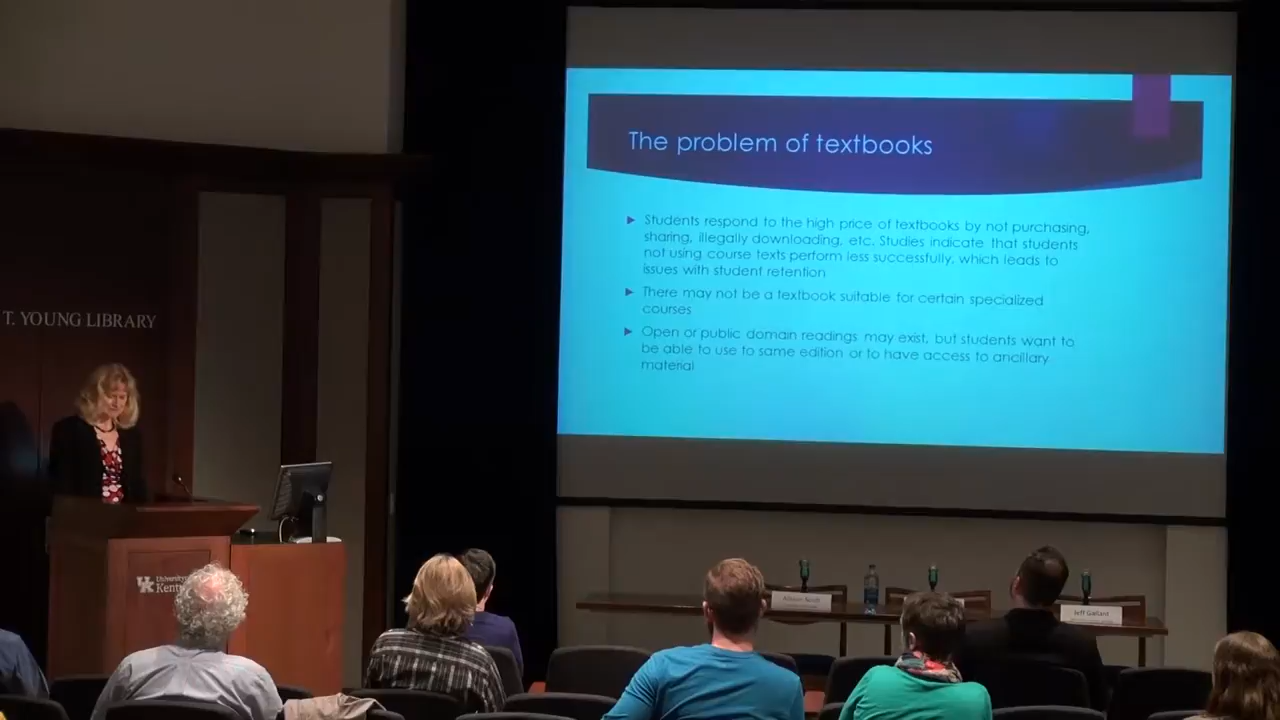 The problem of textbooks
Students respond to the high price of textbooks by not purchasing,
sharing, illegally downloading, etc. Studies indicate that students
not using course texts perform less successfully, which leads to
issues with student retention
There may not be a textbook suitable for certain specialized
courses
Open or public domain readings may exist, but students want to
be able to use to same edition or to have access to ancillary
material
T. YOUNG LIBRARY
UK
Jeff Gallant